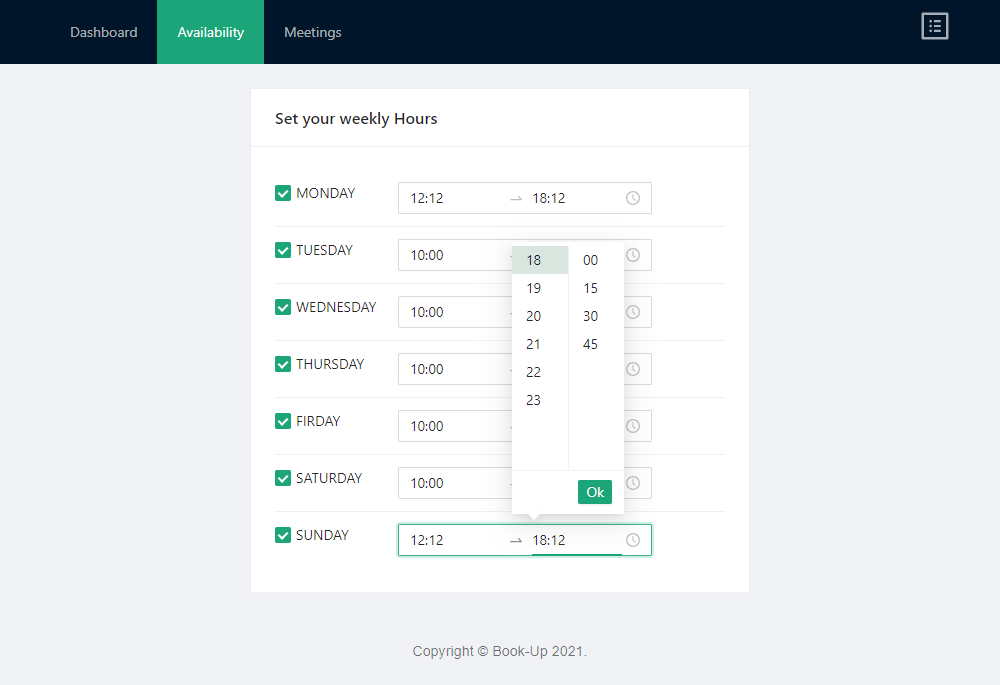 Dashboard Availability Meetings
Set your weekly Hours
MONDAY 12:12 → 18:12
TUESDAY 10:00
WEDNESDAY 10:00
THURSDAY 10:00
FIRDAY 10:00
SATURDAY 10:00
SUNDAY 12:12 → 18:12
18 00
19 15
20 30
21 45
22
23
Ok
Copyright © Book-Up 2021.